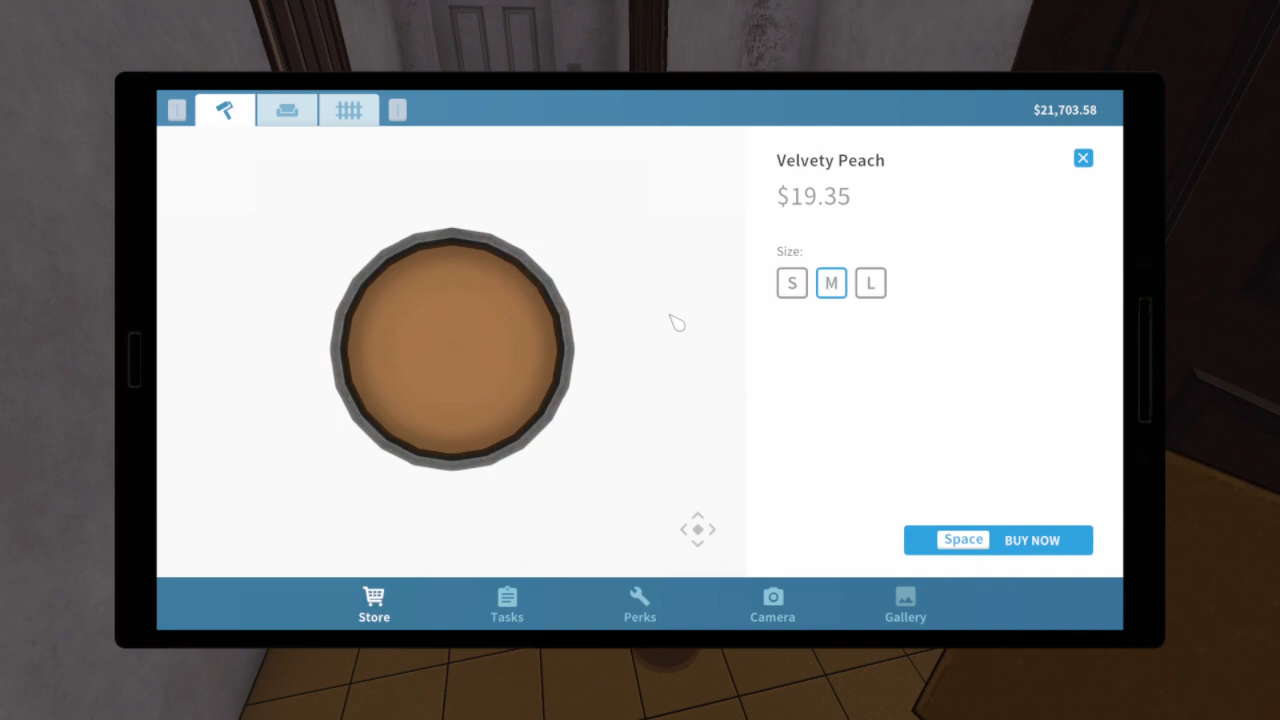 $21,703.58
Velvety Peach
$19.35
Size:
S M L
Space BUY NOW
Store Tasks Perks Camera Gallery